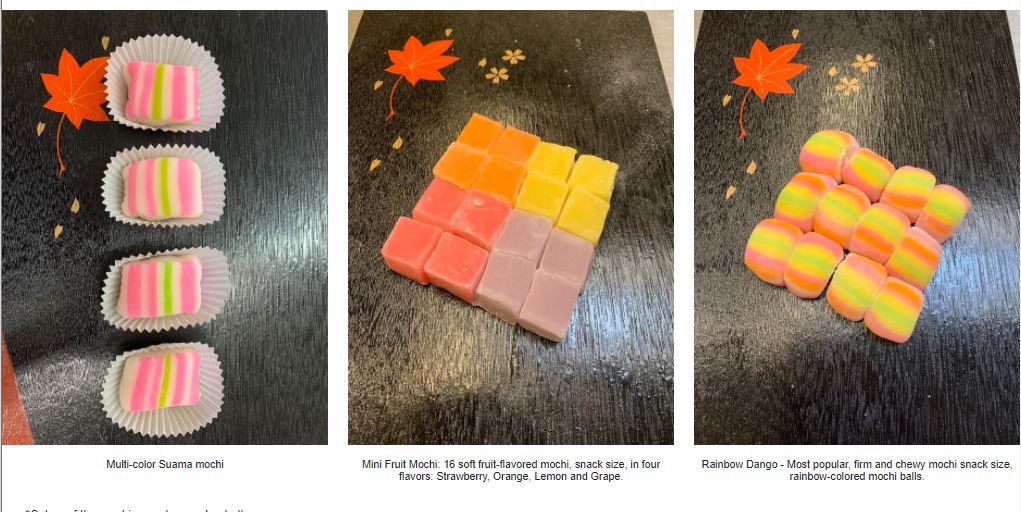 Multi-color Suama mochi
Mini Fruit Mochi: 16 soft fruit-flavored mochi, snack size, in four
flavors: Strawberry, Orange, Lemon and Grape.
Rainbow Dango - Most popular, firm and chewy mochi snack size,
rainbow-colored mochi balls.